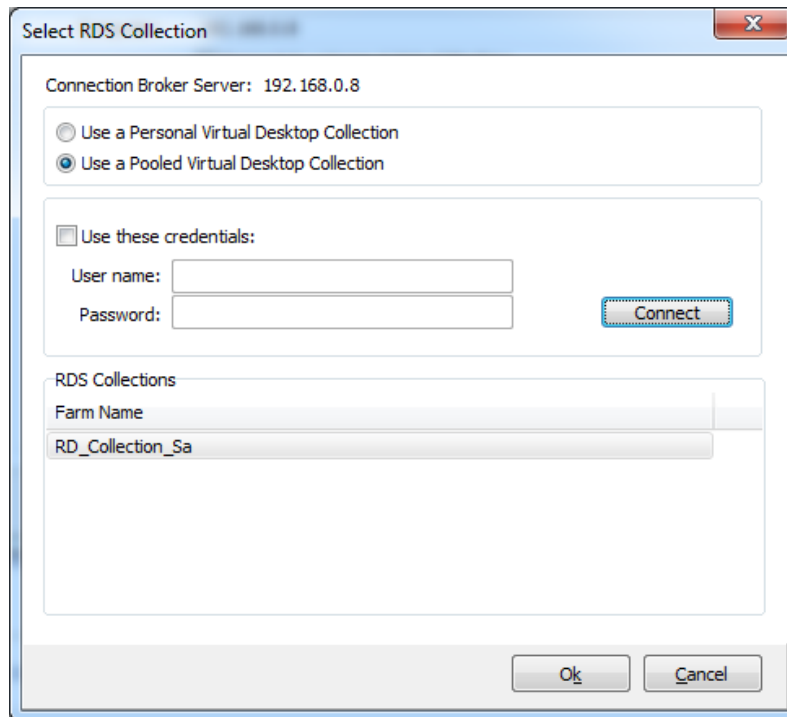 Select RDS Collection
Connection Broker Server: 192.168.0.8
Use a Personal Virtual Desktop Collection
Use a Pooled Virtual Desktop Collection
Use these credentials:
User name:
Password:
Connect
RDS Collections
Farm Name
RD_Collection_Sa
Ok
Cancel